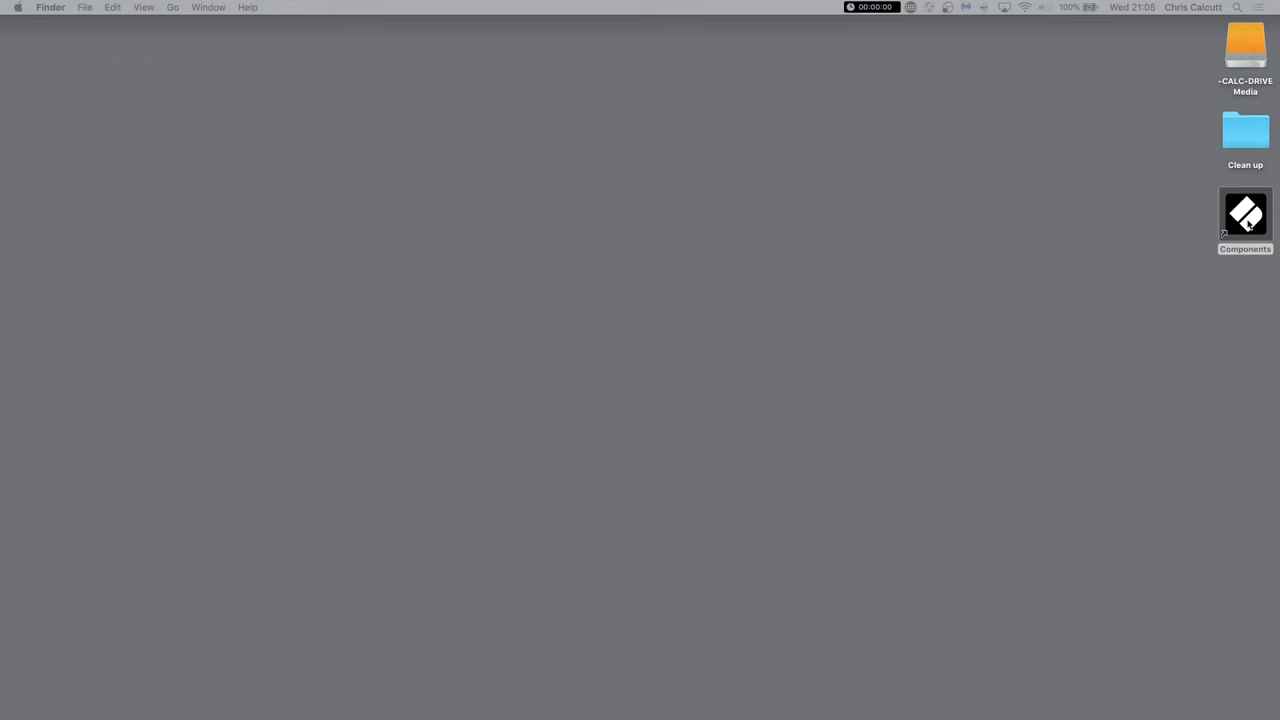 Finder File Edit View Go Window Help 00:00:00 100% Wed 21:05 Chris Calcutt
-CALC-DRIVE
Media
Clean up
Components